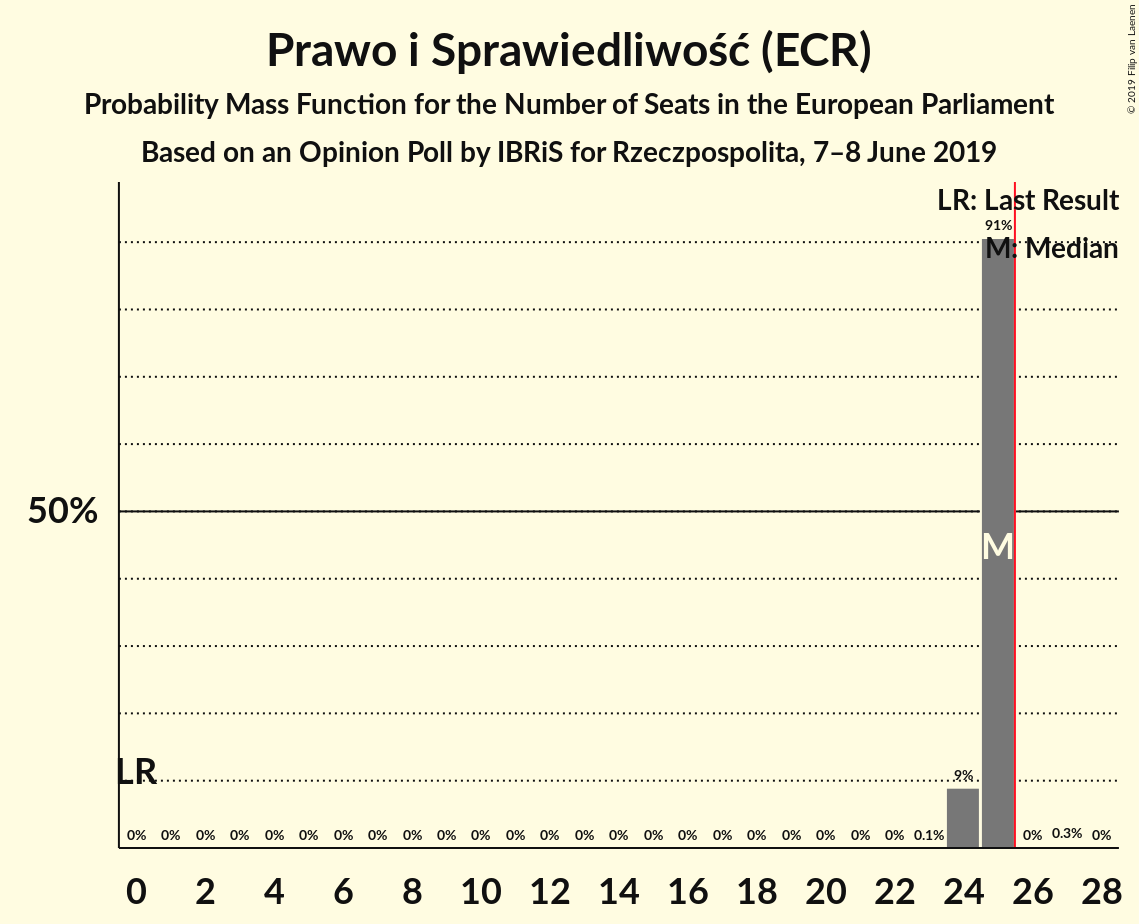 Prawo i Sprawiedliwość (ECR)
Probability Mass Function for the Number of Seats in the European Parliament
Based on an Opinion Poll by IBRiS for Rzeczpospolita, 7–8 June 2019
© 2019 Filip van Laenen
LR: Last Result
91%
M: Median
50%
M
LR
9%
0% 0% 0% 0% 0% 0% 0% 0% 0% 0% 0% 0% 0% 0% 0% 0% 0% 0% 0% 0% 0% 0% 0% 0.1% 0% 0.3% 0%
0 2 4 6 8 10 12 14 16 18 20 22 24 26 28